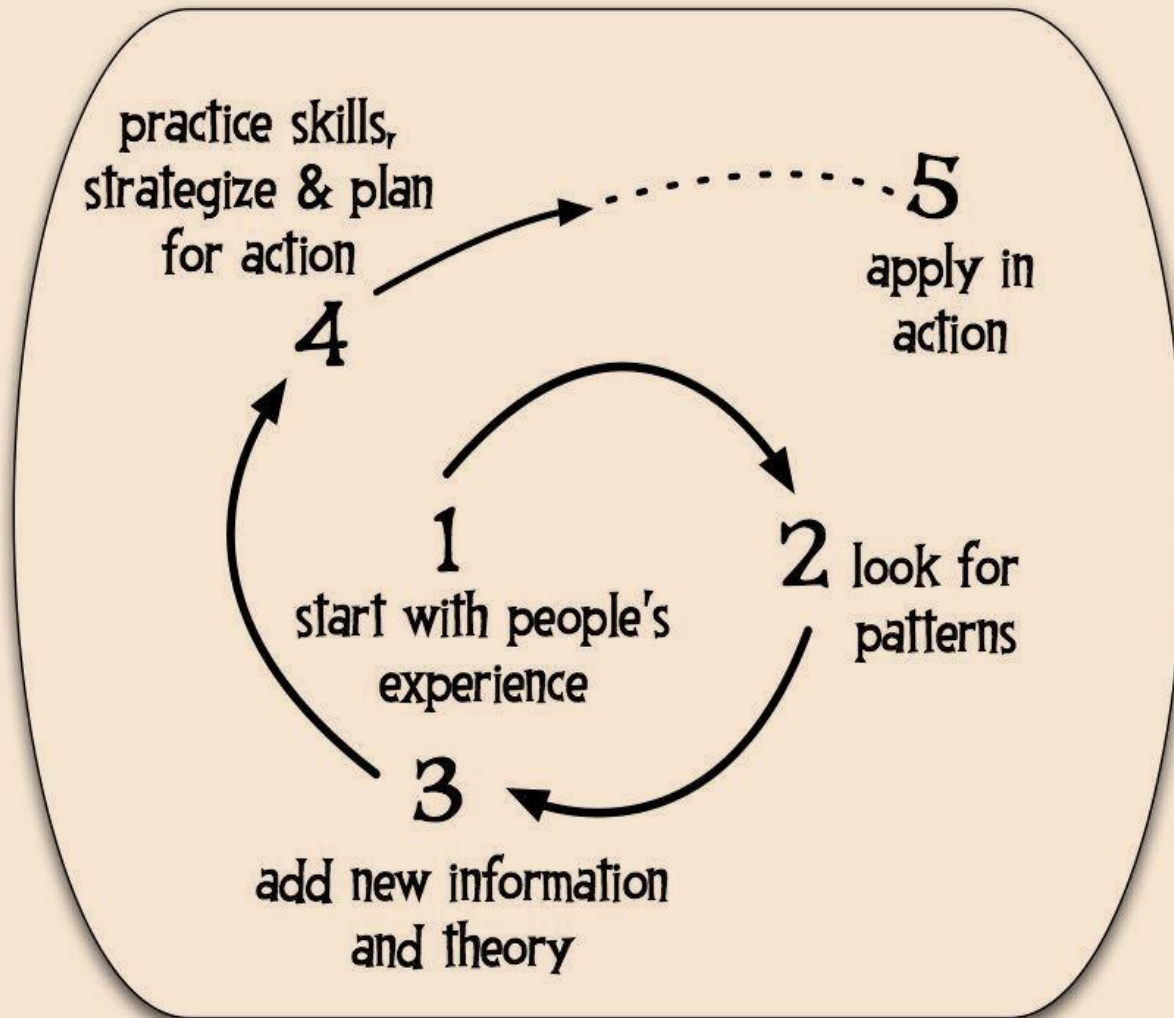 1
start with people's
experience
2 look for
patterns
3
add new information
and theory
practice skills,
strategize & plan
for action
4
5
apply in
action